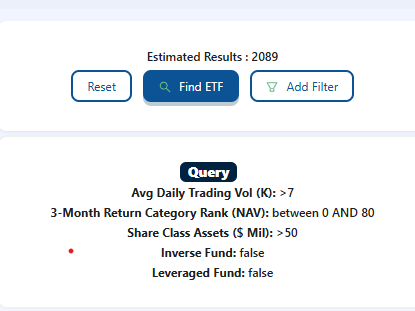 Estimated Results : 2089
Reset
Find ETF
Add Filter
Query
Avg Daily Trading Vol (K): >7
3-Month Return Category Rank (NAV): between 0 AND 80
Share Class Assets ($ Mil): >50
Inverse Fund: false
Leveraged Fund: false